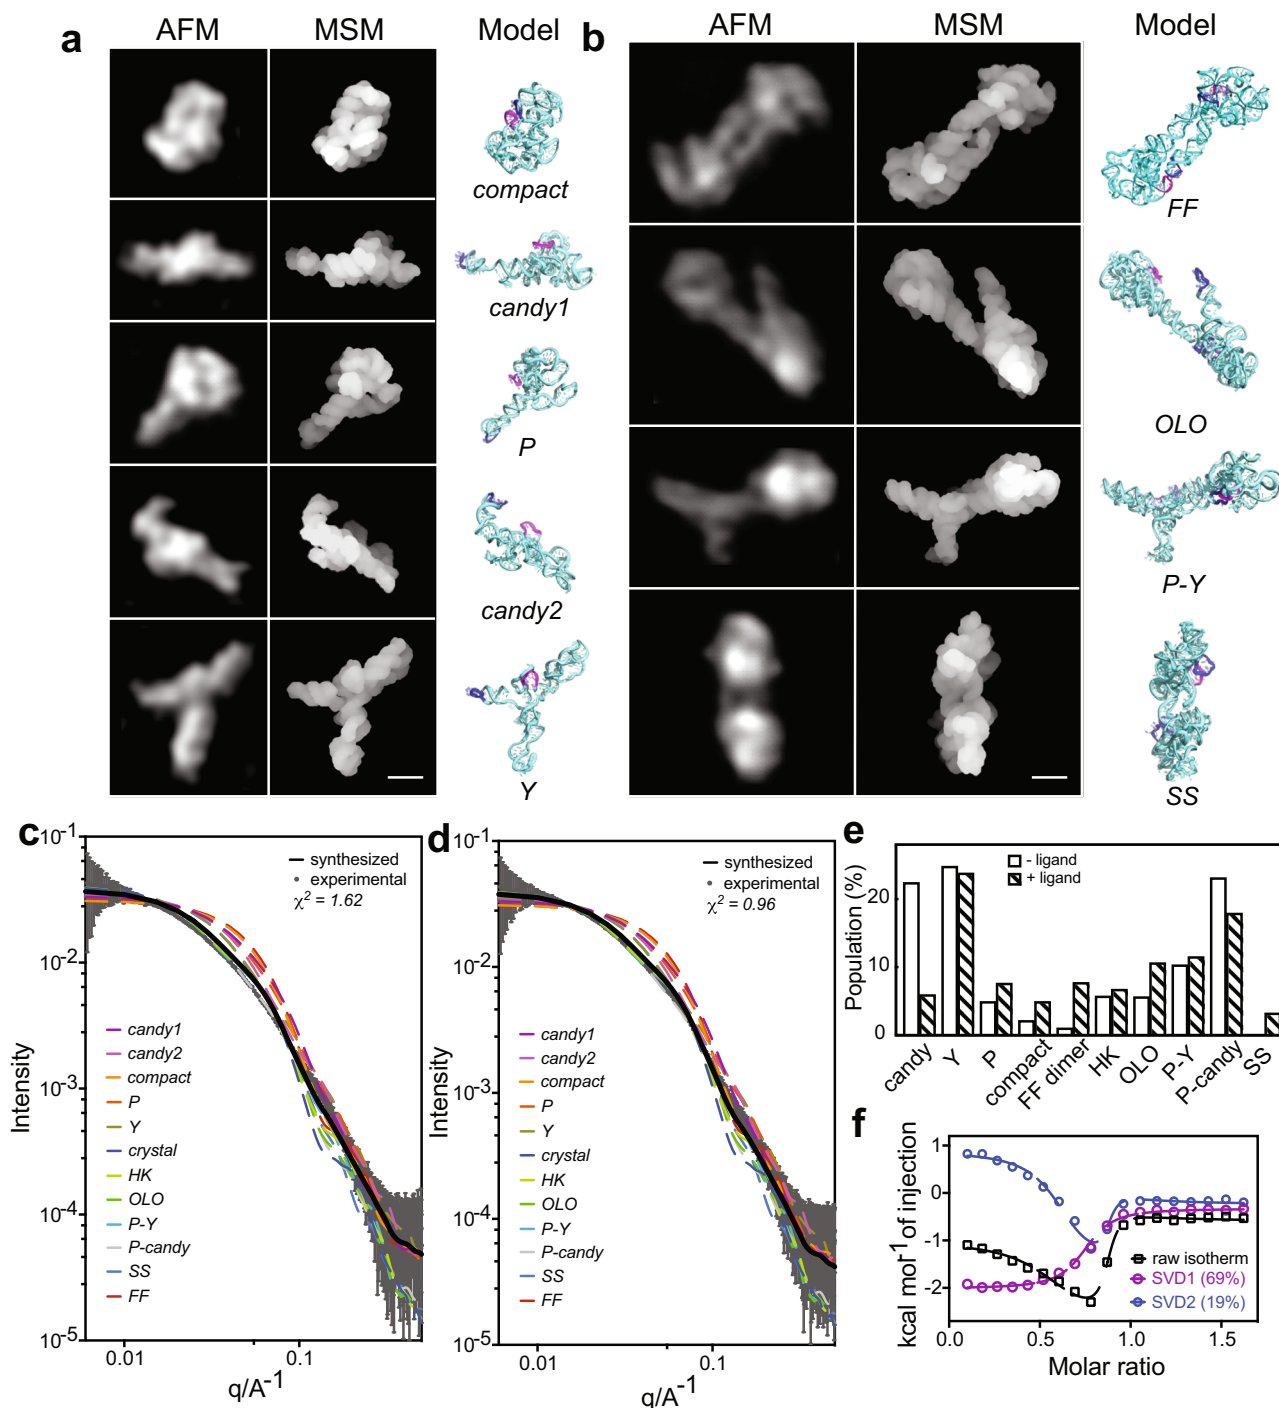 a
AFM
MSM
Model
compact
candy1
P
candy2
Y
b
AFM
MSM
Model
FF
OLO
P-Y
SS
c
10-1
10-2
10-3
10-4
10-5
Intensity
synthesized
experimental
χ2 = 1.62
candy1
candy2
compact
P
Y
crystal
HK
OLO
P-Y
P-candy
SS
FF
0.01
0.1
q/A-1
d
10-1
10-2
10-3
10-4
10-5
Intensity
synthesized
experimental
χ2 = 0.96
candy1
candy2
compact
P
Y
crystal
HK
OLO
P-Y
P-candy
SS
FF
0.01
0.1
q/A-1
e
Population (%)
20
10
0
- ligand
+ ligand
candy
Y
P
compact
FF dimer
HK
OLO
P-Y
P-candy
SS
f
kcal mol-1 of injection
1
0
-1
-2
raw isotherm
SVD1 (69%)
SVD2 (19%)
0.0
0.5
1.0
1.5
Molar ratio